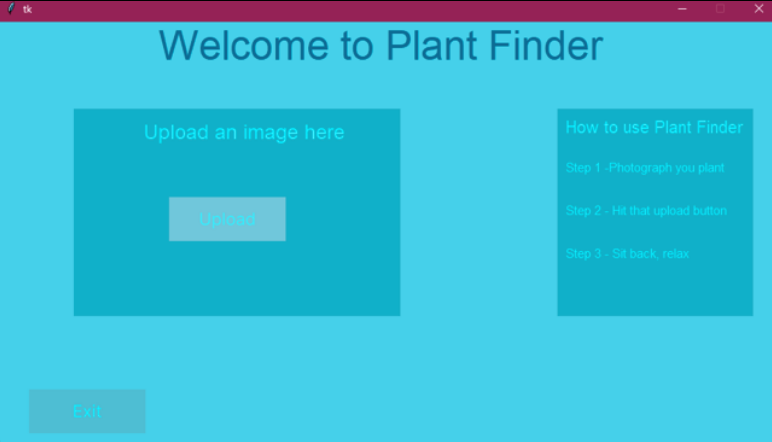 tk
Welcome to Plant Finder
Upload an image here
Upload
How to use Plant Finder
Step 1 -Photograph you plant
Step 2 - Hit that upload button
Step 3 - Sit back, relax
Exit